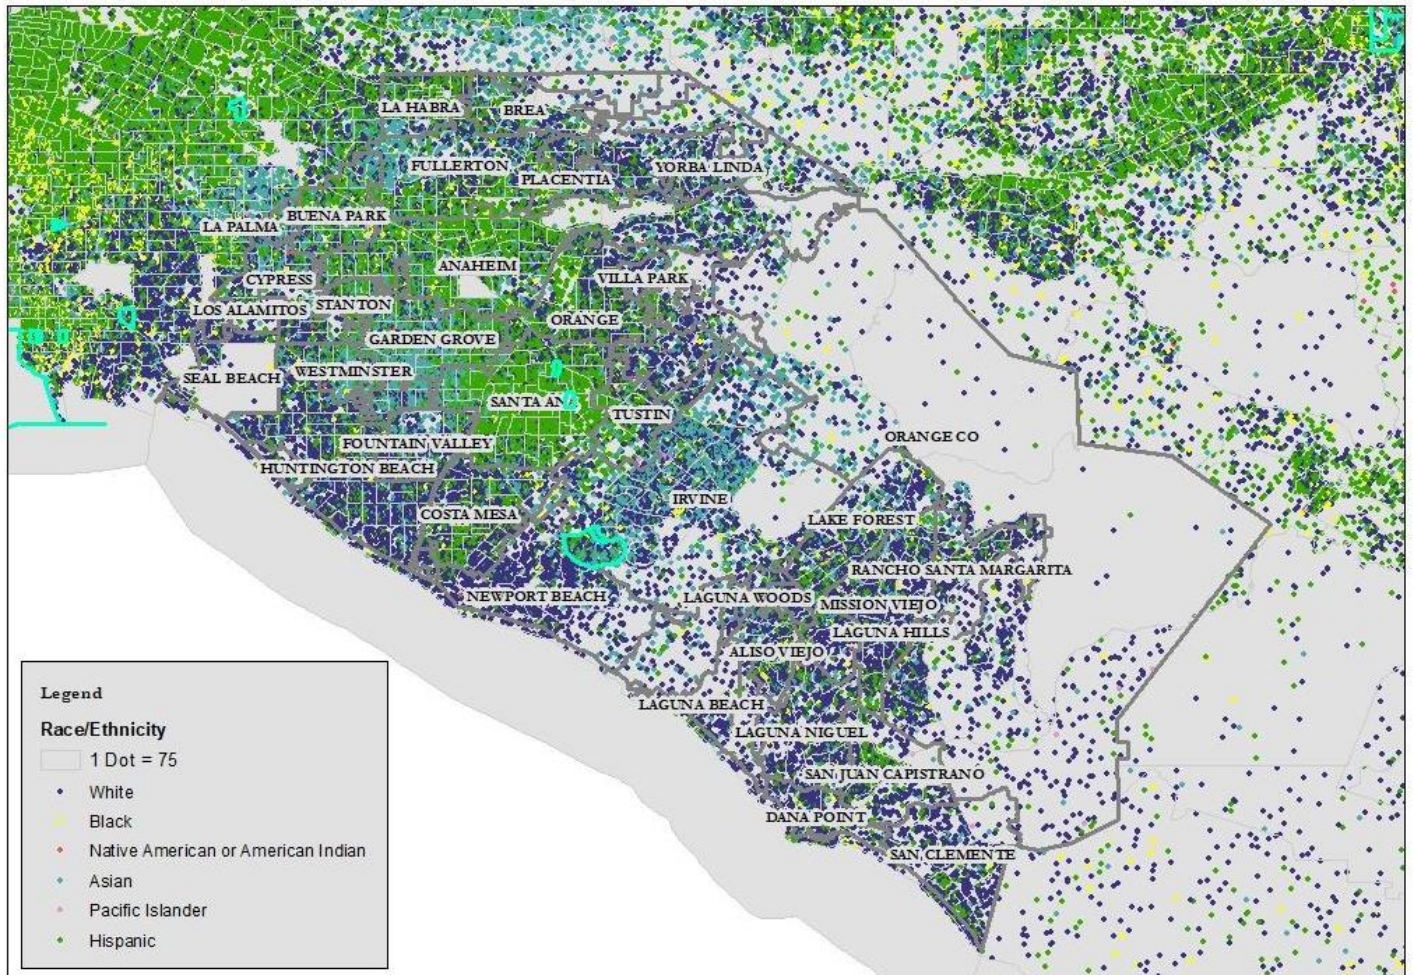 LA HABRA
BREA
FULLERTON
PLACENTIA
YORBA LINDA
BUENA PARK
LA PALMA
ANAHEIM
CYPRESS
VILLA PARK
LOS ALAMITOS
STANTON
ORANGE
GARDEN GROVE
SEAL BEACH
WESTMINSTER
SANTA AN
TUSTIN
FOUNTAIN VALLEY
ORANGE CO
HUNTINGTON BEACH
IRVINE
COSTA MESA
LAKE FOREST
RANCHO SANTA MARGARITA
NEWPORT BEACH
LAGUNA WOODS
MISSION VIEJO
LAGUNA HILLS
ALISO VIEJO
LAGUNA BEACH
LAGUNA NIGUEL
SAN JUAN CAPISTRANO
DANA POINT
SAN CLEMENTE
Legend
Race/Ethnicity
1 Dot = 75
White
Black
Native American or American Indian
Asian
Pacific Islander
Hispanic